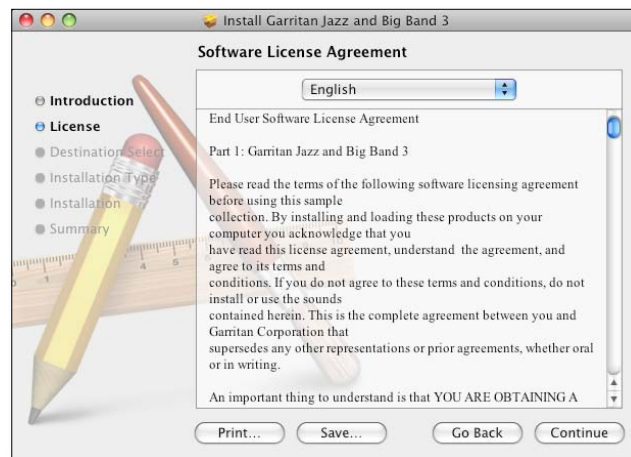 Install Garritan Jazz and Big Band 3
Software License Agreement
Introduction
License
Destination Select
Installation Type
Installation
Summary
English
End User Software License Agreement
Part 1: Garritan Jazz and Big Band 3
Please read the terms of the following software licensing agreement
before using this sample
collection. By installing and loading these products on your
computer you acknowledge that you
have read this license agreement, understand the agreement, and
agree to its terms and
conditions. If you do not agree to these terms and conditions, do not
install or use the sounds
contained herein. This is the complete agreement between you and
Garritan Corporation that
supersedes any other representations or prior agreements, whether oral
or in writing.
An important thing to understand is that YOU ARE OBTAINING A
Print...
Save...
Go Back
Continue